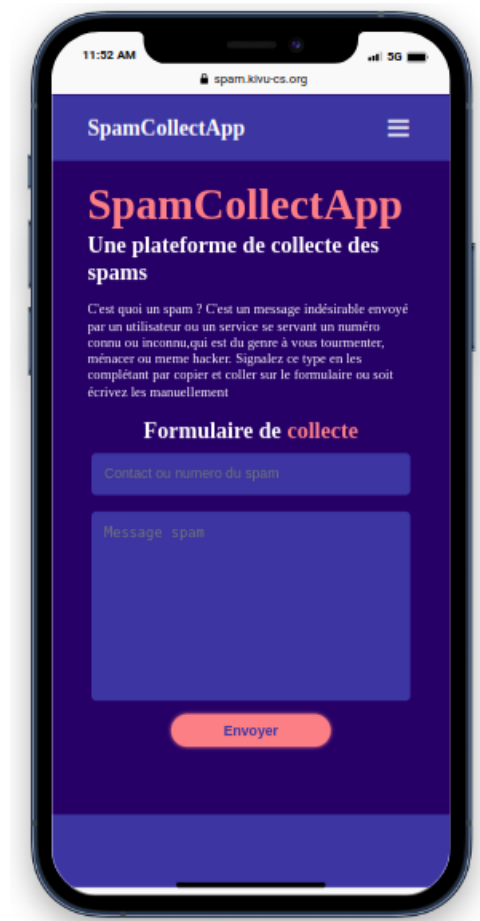 11:52 AM 5G
spam.kivu-cs.org
SpamCollectApp
SpamCollectApp
Une plateforme de collecte des
spams
C'est quoi un spam ? C'est un message indésirable envoyé
par un utilisateur ou un service se servant un numéro
connu ou inconnu,qui est du genre à vous tourmenter,
ménacer ou meme hacker. Signalez ce type en les
complétant par copier et coller sur le formulaire ou soit
écrivez les manuellement
Formulaire de collecte
Contact ou numero du spam
Message spam
Envoyer